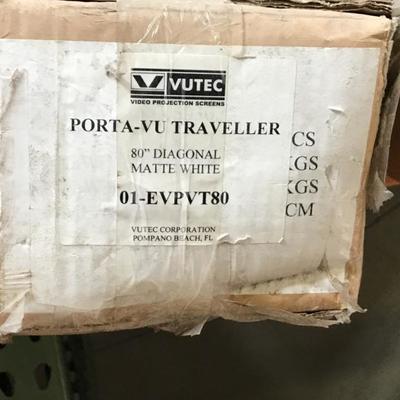 VUTEC
VIDEO PROJECTION SCREENS
PORTA-VU TRAVELLER
80" DIAGONAL
MATTE WHITE
01-EVPVT80
VUTEC CORPORATION
POMPANO BEACH, FL
CS
KGS
KGS
CM